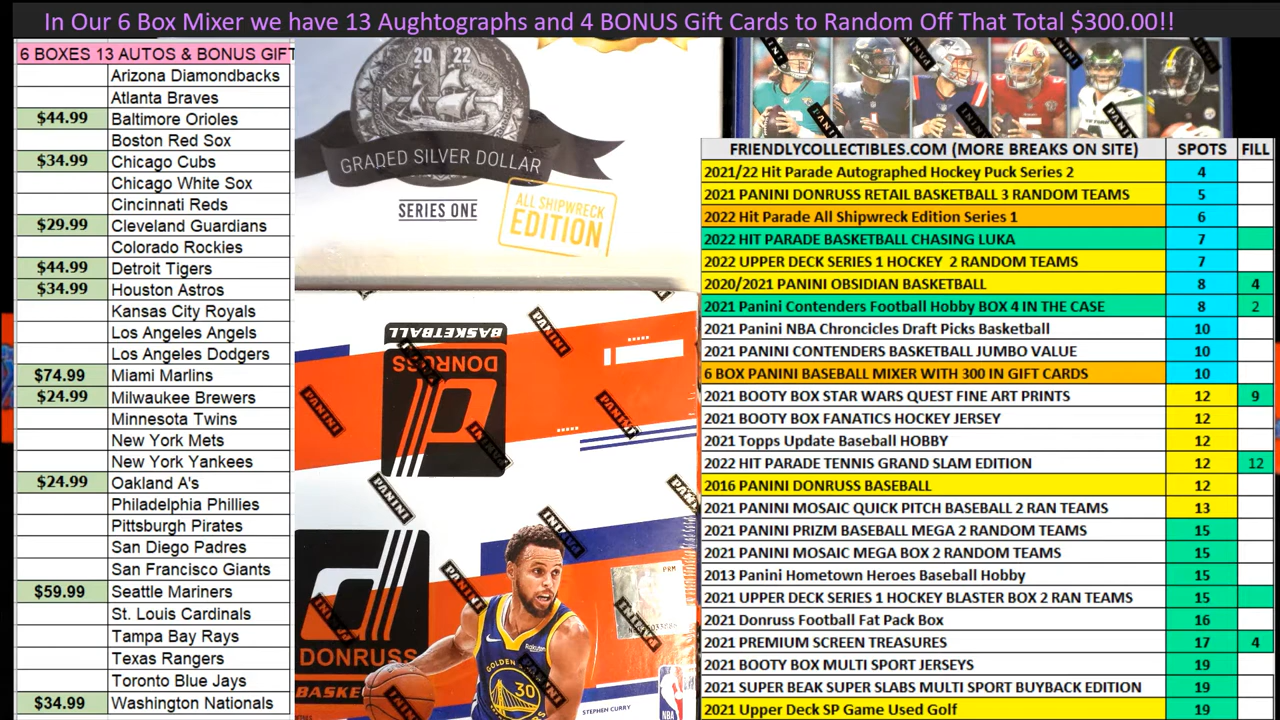 In Our 6 Box Mixer we have 13 Aughtographs and 4 BONUS Gift Cards to Random Off That Total $300.00!!
6 BOXES 13 AUTOS & BONUS GIFT
Arizona Diamondbacks
Atlanta Braves
$44.99 Baltimore Orioles
Boston Red Sox
$34.99 Chicago Cubs
Chicago White Sox
Cincinnati Reds
$29.99 Cleveland Guardians
Colorado Rockies
$44.99 Detroit Tigers
$34.99 Houston Astros
Kansas City Royals
Los Angeles Angels
Los Angeles Dodgers
$74.99 Miami Marlins
$24.99 Milwaukee Brewers
Minnesota Twins
New York Mets
New York Yankees
$24.99 Oakland A's
Philadelphia Phillies
Pittsburgh Pirates
San Diego Padres
San Francisco Giants
$59.99 Seattle Mariners
St. Louis Cardinals
Tampa Bay Rays
Texas Rangers
Toronto Blue Jays
$34.99 Washington Nationals
20 22
GRADED SILVER DOLLAR
SERIES ONE
ALL SHIPWRECK
EDITION
BASKETBALL
DONRUSS
PANINI
PANINI
PANINI
PANINI
PANINI
PANINI
PANINI
DONRUSS
BASKE
GOLDEN
30
Rakuten
STEPHEN CURRY
NBA
FRIENDLYCOLLECTIBLES.COM (MORE BREAKS ON SITE) SPOTS FILL
2021/22 Hit Parade Autographed Hockey Puck Series 2 4
2021 PANINI DONRUSS RETAIL BASKETBALL 3 RANDOM TEAMS 5
2022 Hit Parade All Shipwreck Edition Series 1 6
2022 HIT PARADE BASKETBALL CHASING LUKA 7
2022 UPPER DECK SERIES 1 HOCKEY 2 RANDOM TEAMS 7
2020/2021 PANINI OBSIDIAN BASKETBALL 8 4
2021 Panini Contenders Football Hobby BOX 4 IN THE CASE 8 2
2021 Panini NBA Chroncicles Draft Picks Basketball 10
2021 PANINI CONTENDERS BASKETBALL JUMBO VALUE 10
6 BOX PANINI BASEBALL MIXER WITH 300 IN GIFT CARDS 10
2021 BOOTY BOX STAR WARS QUEST FINE ART PRINTS 12 9
2021 BOOTY BOX FANATICS HOCKEY JERSEY 12
2021 Topps Update Baseball HOBBY 12
2022 HIT PARADE TENNIS GRAND SLAM EDITION 12 12
2016 PANINI DONRUSS BASEBALL 12
2021 PANINI MOSAIC QUICK PITCH BASEBALL 2 RAN TEAMS 13
2021 PANINI PRIZM BASEBALL MEGA 2 RANDOM TEAMS 15
2021 PANINI MOSAIC MEGA BOX 2 RANDOM TEAMS 15
2013 Panini Hometown Heroes Baseball Hobby 15
2021 UPPER DECK SERIES 1 HOCKEY BLASTER BOX 2 RAN TEAMS 15
2021 Donruss Football Fat Pack Box 16
2021 PREMIUM SCREEN TREASURES 17 4
2021 BOOTY BOX MULTI SPORT JERSEYS 19
2021 SUPER BEAK SUPER SLABS MULTI SPORT BUYBACK EDITION 19
2021 Upper Deck SP Game Used Golf 19